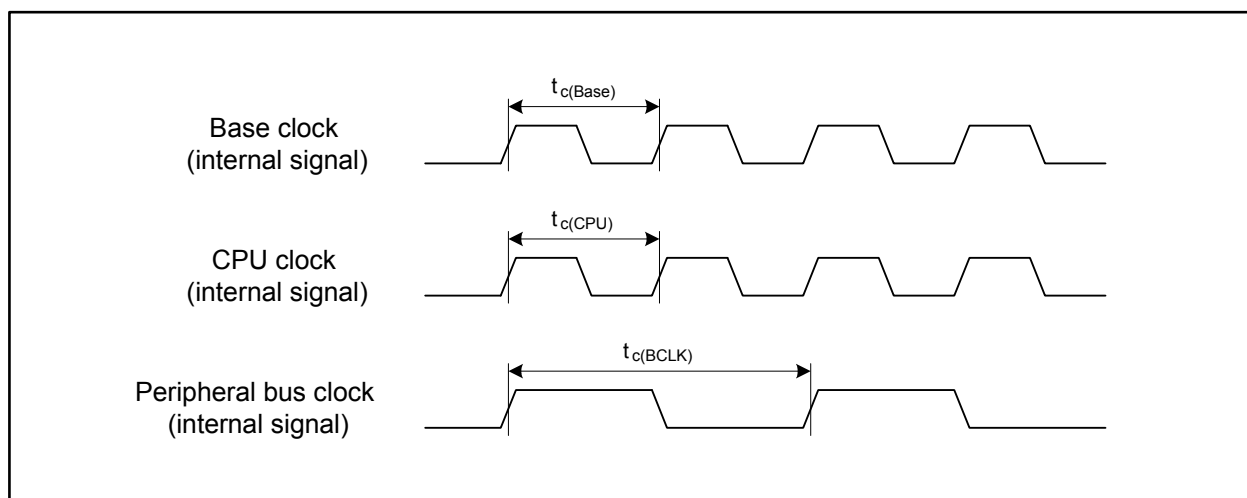 t c(Base)
Base clock
(internal signal)
t c(CPU)
CPU clock
(internal signal)
t c(BCLK)
Peripheral bus clock
(internal signal)